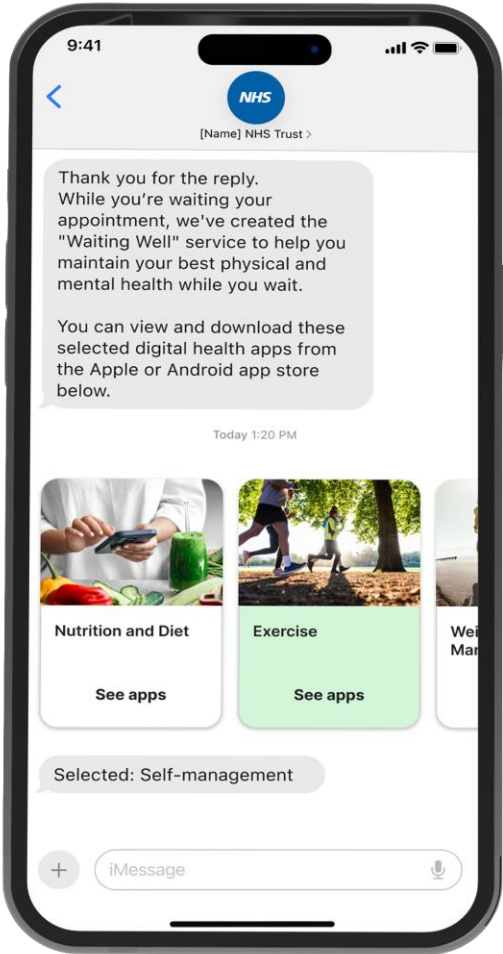 9:41
NHS
[Name] NHS Trust >
Thank you for the reply.
While you’re waiting your
appointment, we've created the
"Waiting Well" service to help you
maintain your best physical and
mental health while you wait.
You can view and download these
selected digital health apps from
the Apple or Android app store
below.
Today 1:20 PM
Nutrition and Diet
See apps
Exercise
See apps
Wei
Mar
Selected: Self-management
iMessage